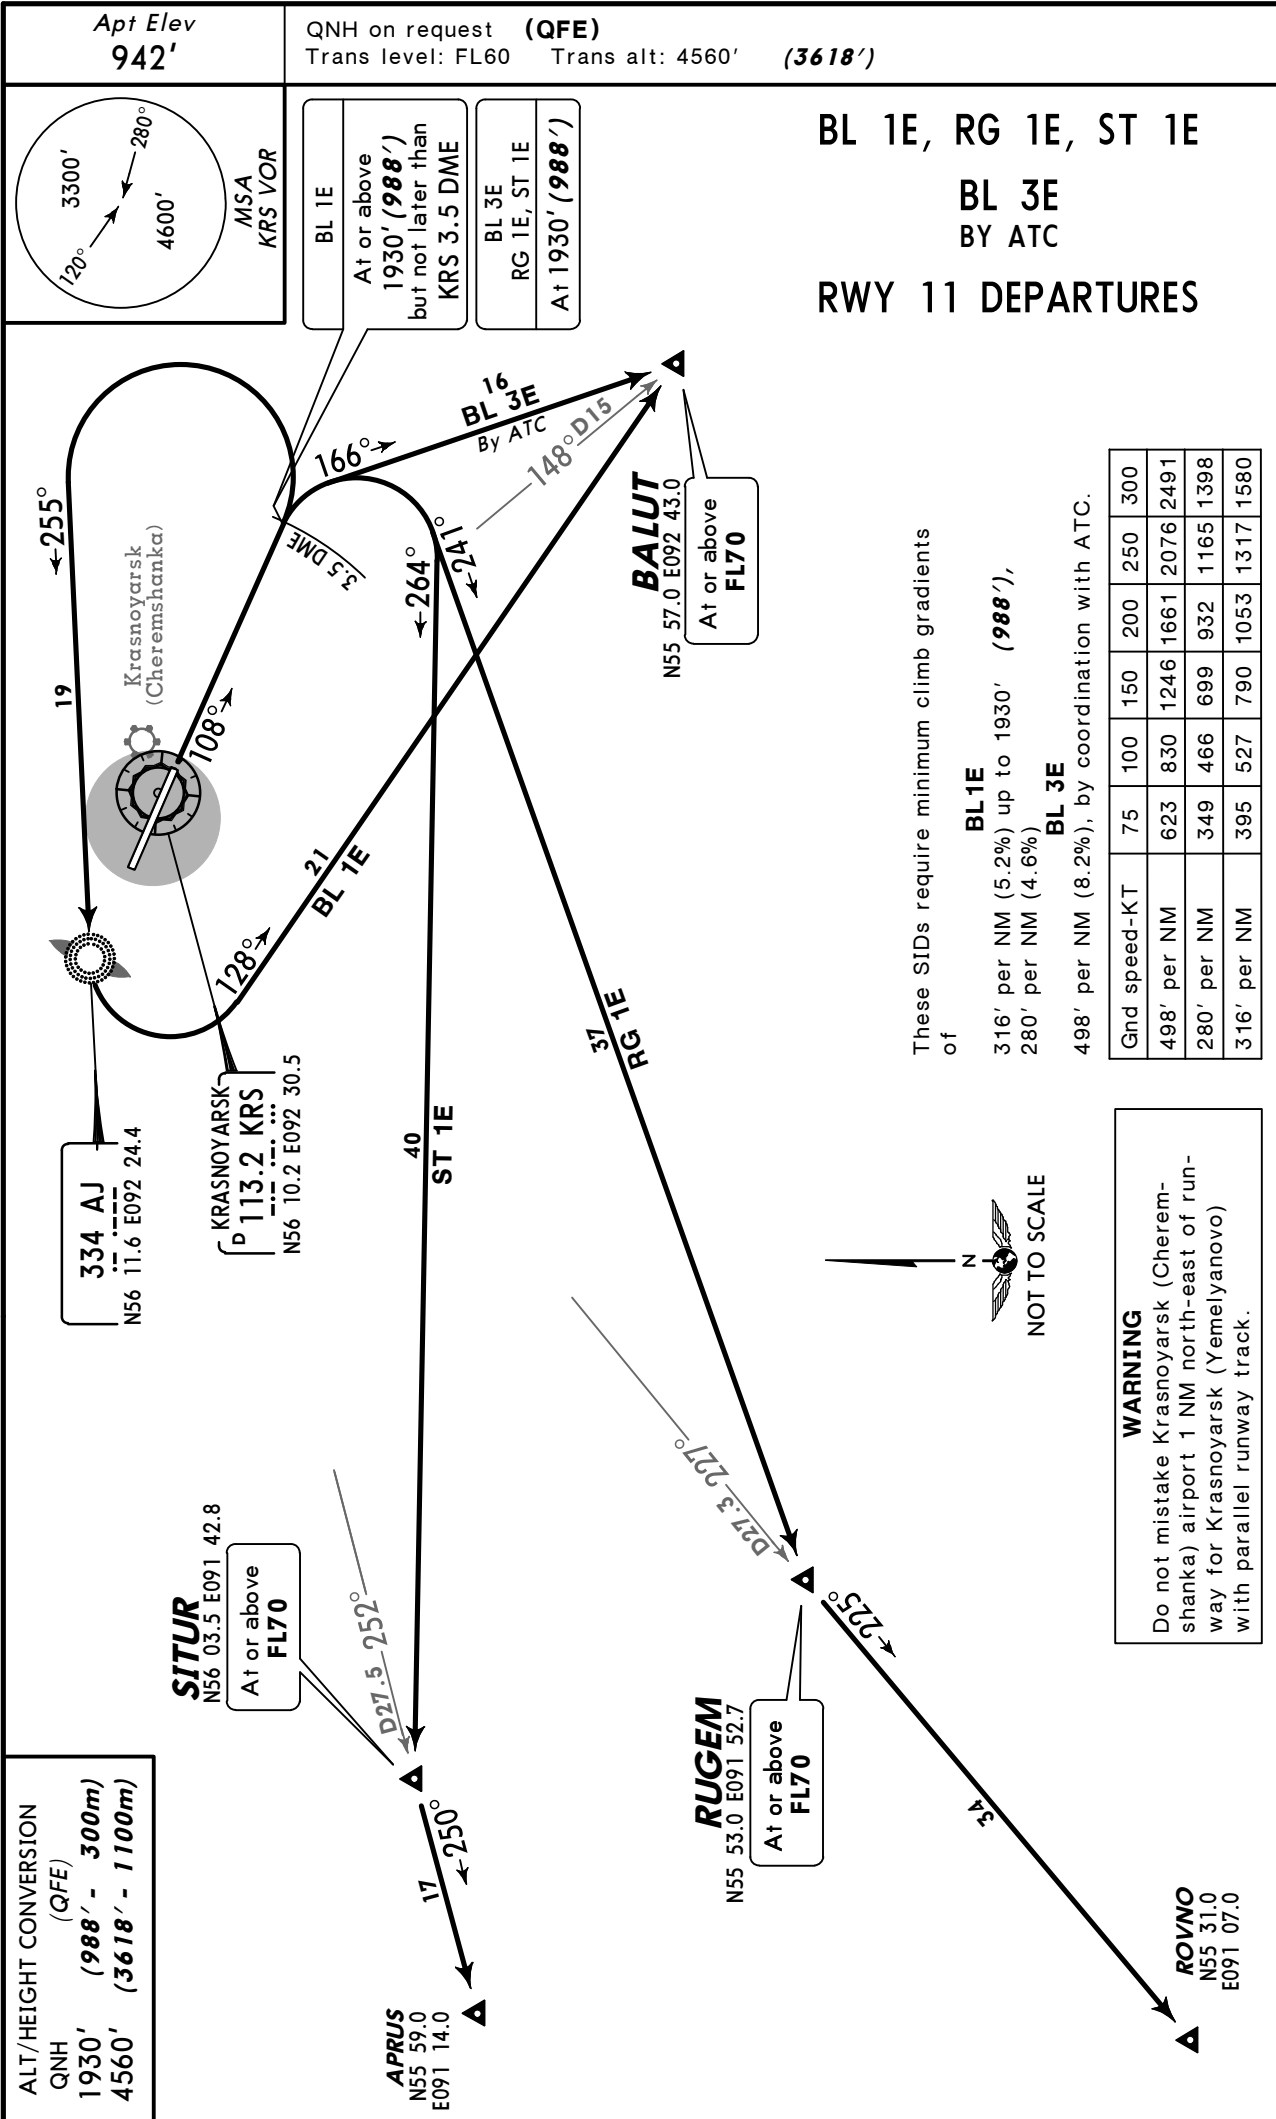 Apt Elev
942'
QNH on request (QFE)
Trans level: FL60 Trans alt: 4560' (3618')
BL 1E, RG 1E, ST 1E
BL 3E
BY ATC
RWY 11 DEPARTURES
3300'
4600'
120°
280°
MSA
KRS VOR
BL 1E
At or above
1930' (988')
but not later than
KRS 3.5 DME
BL 3E
RG 1E, ST 1E
At 1930' (988')
255°
19
Krasnoyarsk
(Cheremshanka)
108°
3.5 DME
166°
16
BL 3E
By ATC
148° D15
241°
264°
BALUT
N55 57.0 E092 43.0
At or above
FL70
128°
21
BL 1E
334 AJ
N56 11.6 E092 24.4
KRASNOYARSK
D 113.2 KRS
N56 10.2 E092 30.5
40
ST 1E
37
RG 1E
These SIDs require minimum climb gradients
of
BL1E
316' per NM (5.2%) up to 1930' (988'),
280' per NM (4.6%)
BL 3E
498' per NM (8.2%), by coordination with ATC.
Gnd speed-KT 75 100 150 200 250 300
498' per NM 623 830 1246 1661 2076 2491
280' per NM 349 466 699 932 1165 1398
316' per NM 395 527 790 1053 1317 1580
N
NOT TO SCALE
WARNING
Do not mistake Krasnoyarsk (Cherem-
shanka) airport 1 NM north-east of run-
way for Krasnoyarsk (Yemelyanovo)
with parallel runway track.
SITUR
N56 03.5 E091 42.8
At or above
FL70
D27.5 252°
D27.3 227°
250°
17
APRUS
N55 59.0
E091 14.0
RUGEM
N55 53.0 E091 52.7
At or above
FL70
225°
34
ROVNO
N55 31.0
E091 07.0
ALT/HEIGHT CONVERSION
QNH (QFE)
1930' (988' - 300m)
4560' (3618' - 1100m)